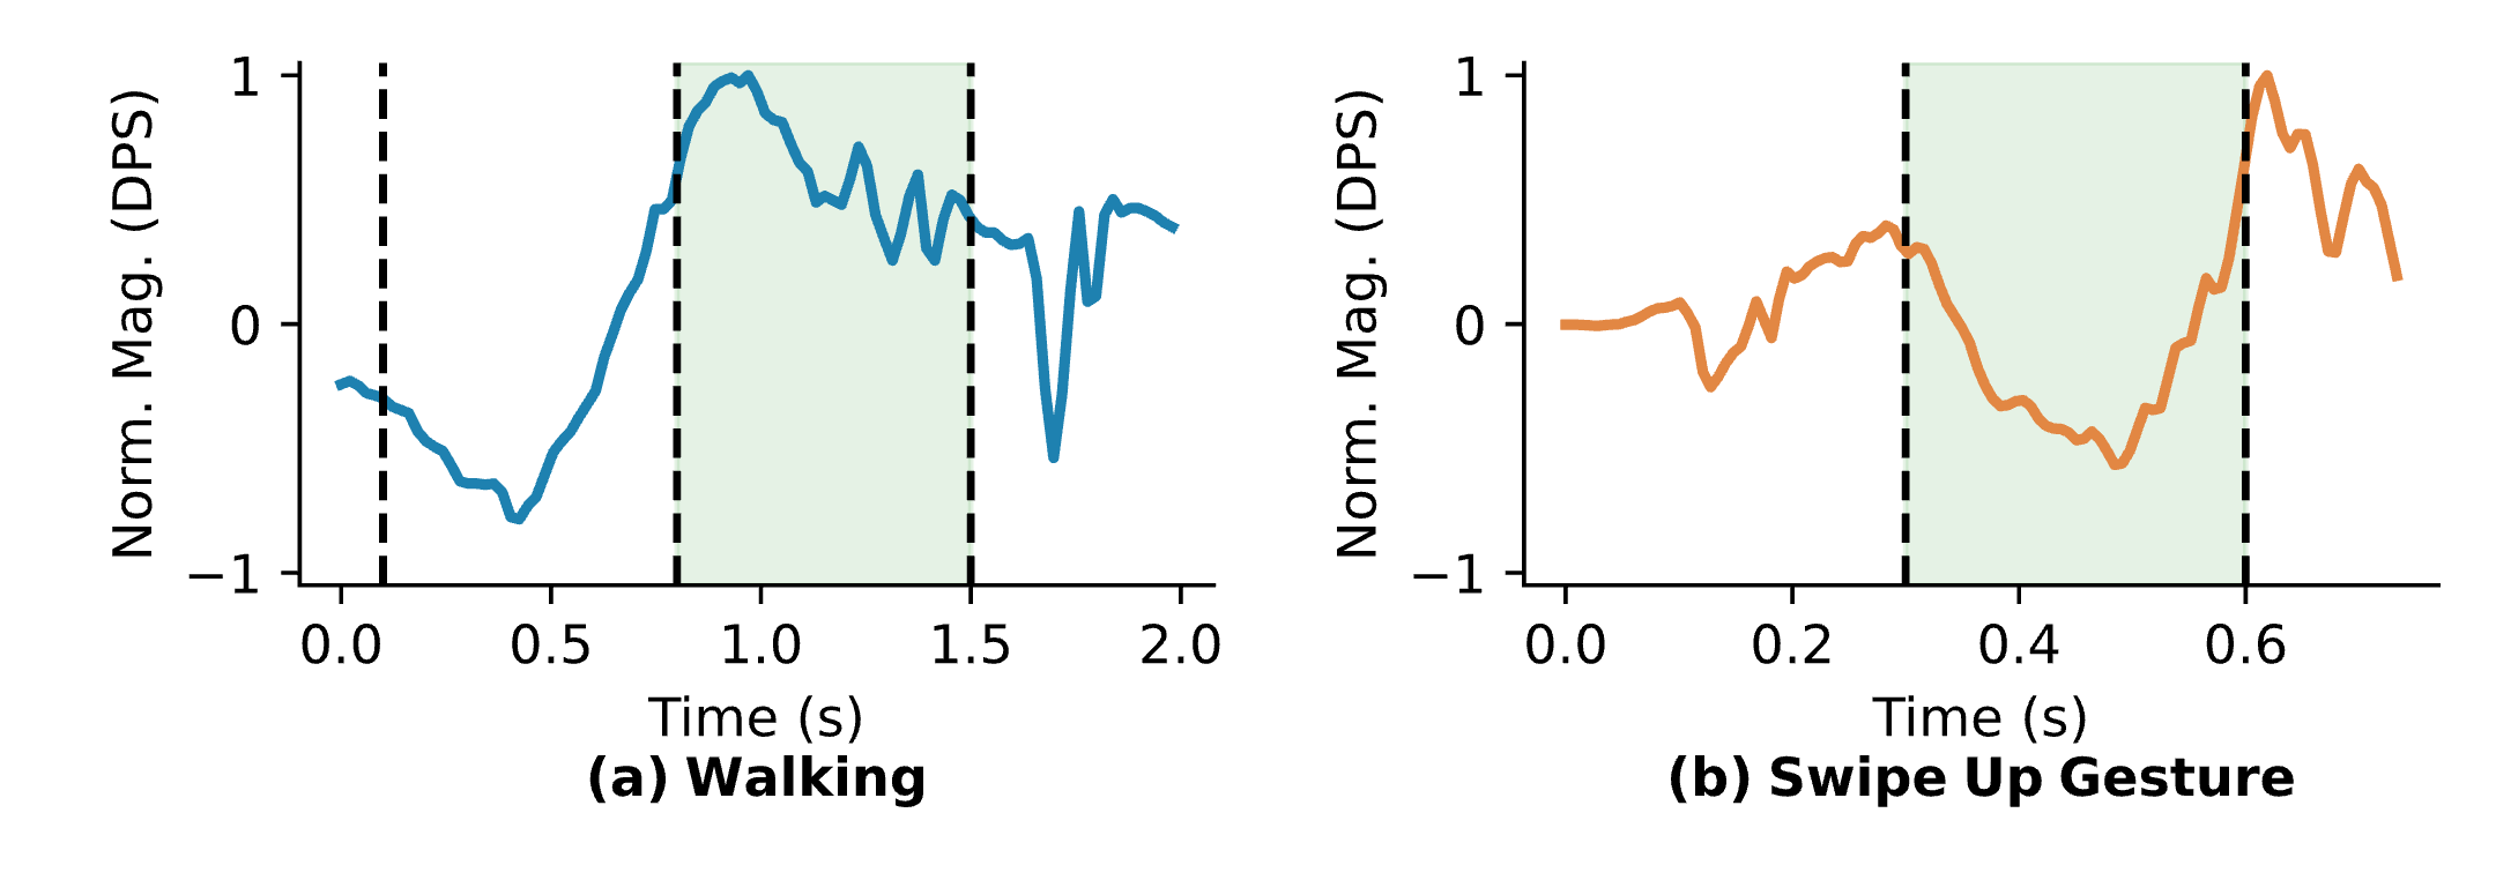 Norm. Mag. (DPS)
1
0
−1
0.0 0.5 1.0 1.5 2.0
Time (s)
(a) Walking
Norm. Mag. (DPS)
1
0
−1
0.0 0.2 0.4 0.6
Time (s)
(b) Swipe Up Gesture